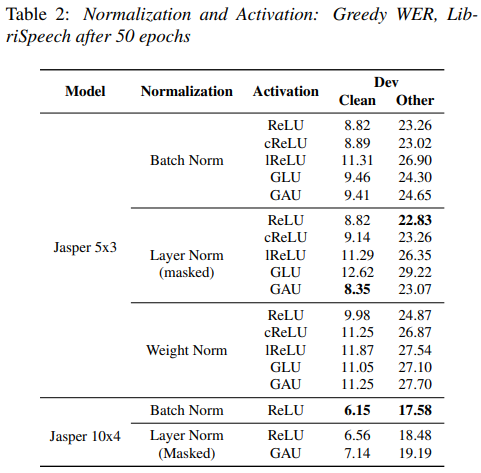 Table 2: Normalization and Activation: Greedy WER, Lib-
riSpeech after 50 epochs
Model Normalization Activation Dev
Clean Other
Jasper 5x3 Batch Norm ReLU 8.82 23.26
cReLU 8.89 23.02
lReLU 11.31 26.90
GLU 9.46 24.30
GAU 9.41 24.65
Layer Norm (masked) ReLU 8.82 22.83
cReLU 9.14 23.26
lReLU 11.29 26.35
GLU 12.62 29.22
GAU 8.35 23.07
Weight Norm ReLU 9.98 24.87
cReLU 11.25 26.87
lReLU 11.87 27.54
GLU 11.05 27.10
GAU 11.25 27.70
Jasper 10x4 Batch Norm ReLU 6.15 17.58
Layer Norm (Masked) ReLU 6.56 18.48
GAU 7.14 19.19